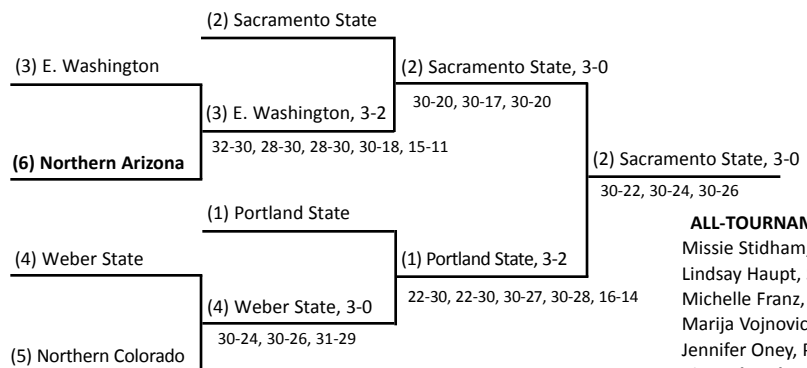 (2) Sacramento State
(3) E. Washington
(2) Sacramento State, 3-0
(3) E. Washington, 3-2
30-20, 30-17, 30-20
32-30, 28-30, 28-30, 30-18, 15-11
(6) Northern Arizona
(2) Sacramento State, 3-0
30-22, 30-24, 30-26
(1) Portland State
ALL-TOURNAM
(4) Weber State
(1) Portland State, 3-2
Missie Stidham,
Lindsay Haupt,
22-30, 22-30, 30-27, 30-28, 16-14
Michelle Franz,
(4) Weber State, 3-0
Marija Vojnovic
30-24, 30-26, 31-29
Jennifer Oney, P
(5) Northern Colorado